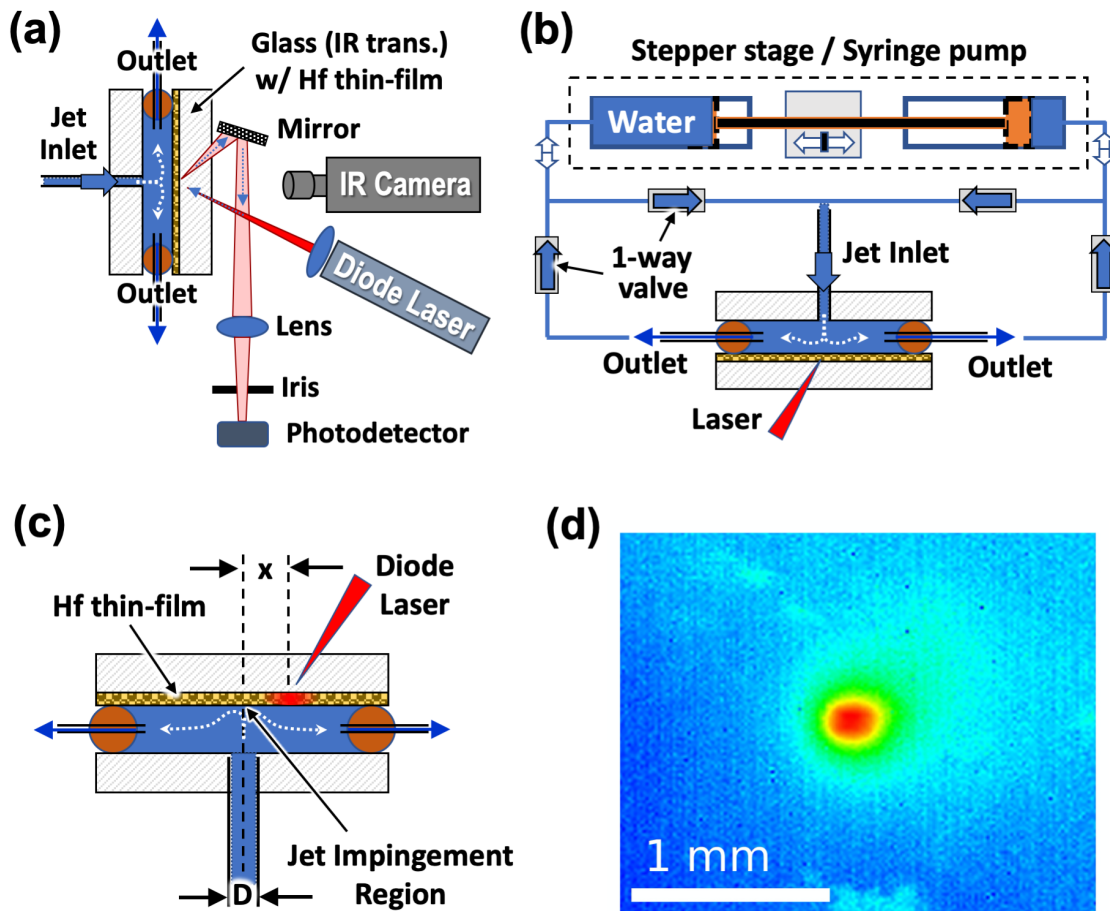 (a)
Outlet
Glass (IR trans.)
w/ Hf thin-film
Jet
Inlet
Mirror
IR Camera
Diode Laser
Outlet
Lens
Iris
Photodetector
(b)
Stepper stage / Syringe pump
Water
1-way
valve
Jet Inlet
Outlet
Outlet
Laser
(c)
x
Diode
Laser
Hf thin-film
Jet Impingement
Region
D
(d)
1 mm